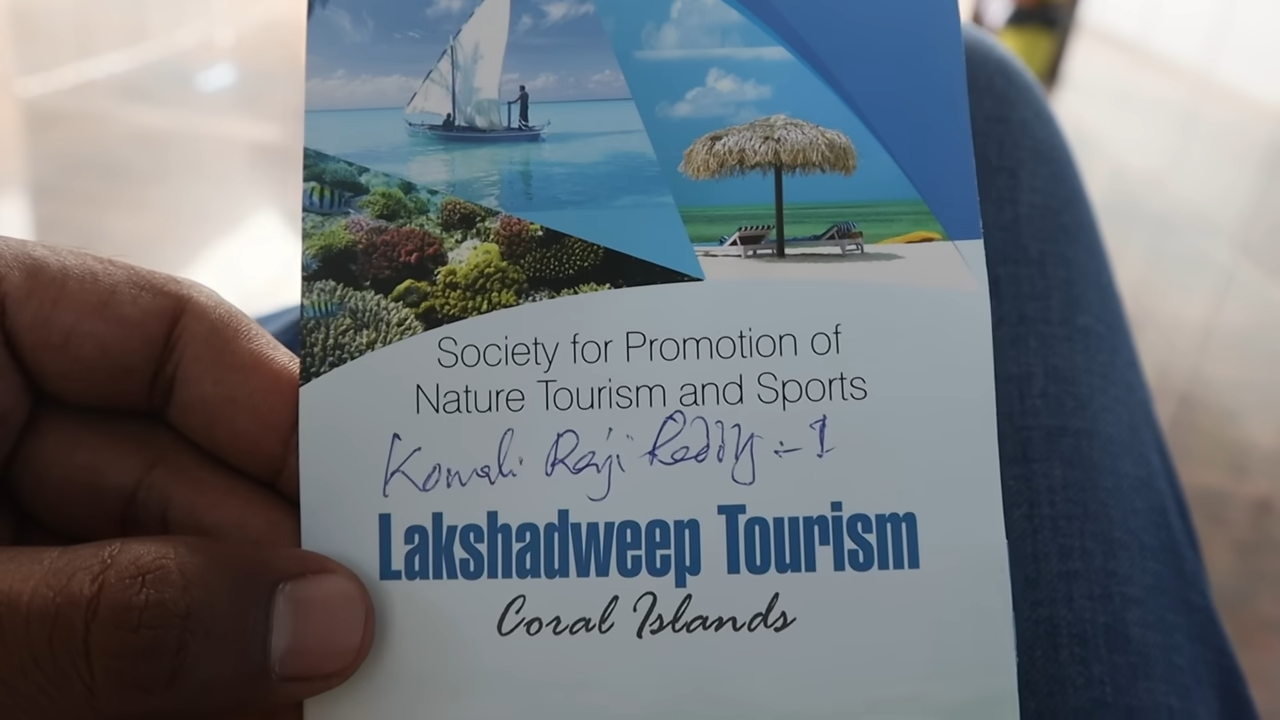 Society for Promotion of
Nature Tourism and Sports
Komali Raji Reddy :- 1
Lakshadweep Tourism
Coral Islands